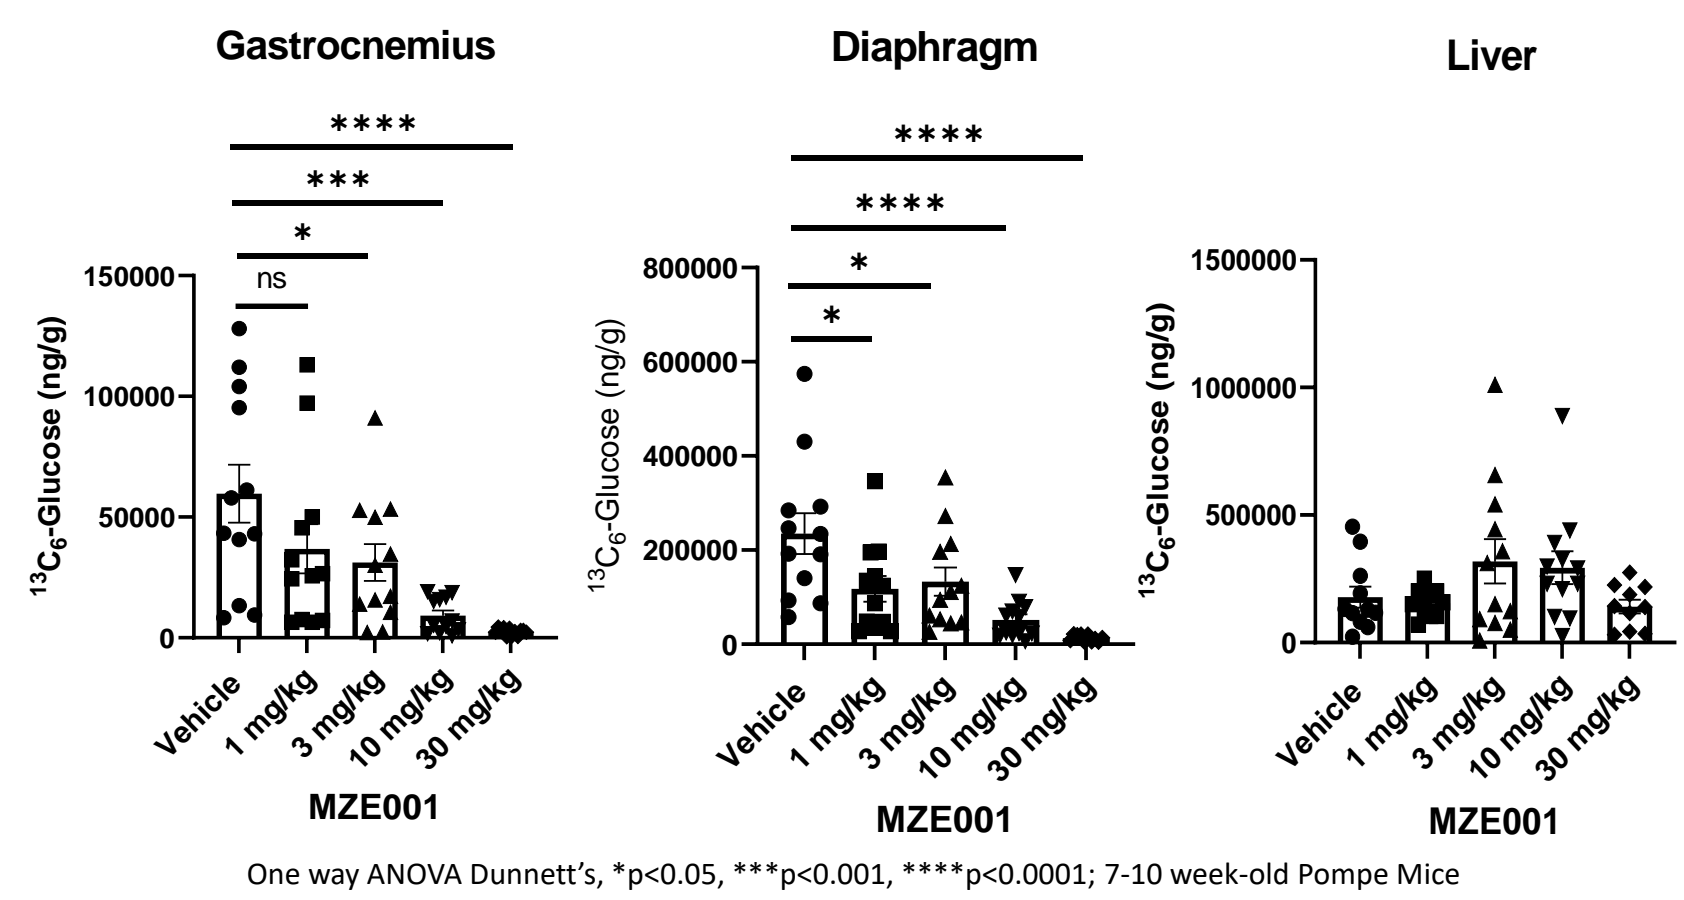 Gastrocnemius
****
***
*
ns
150000
100000
50000
0
¹³C₆-Glucose (ng/g)
Vehicle
1 mg/kg
3 mg/kg
10 mg/kg
30 mg/kg
MZE001
Diaphragm
****
****
*
*
800000
600000
400000
200000
0
¹³C₆-Glucose (ng/g)
Vehicle
1 mg/kg
3 mg/kg
10 mg/kg
30 mg/kg
MZE001
Liver
1500000
1000000
500000
0
¹³C₆-Glucose (ng/g)
Vehicle
1 mg/kg
3 mg/kg
10 mg/kg
30 mg/kg
MZE001
One way ANOVA Dunnett’s, *p<0.05, ***p<0.001, ****p<0.0001; 7-10 week-old Pompe Mice